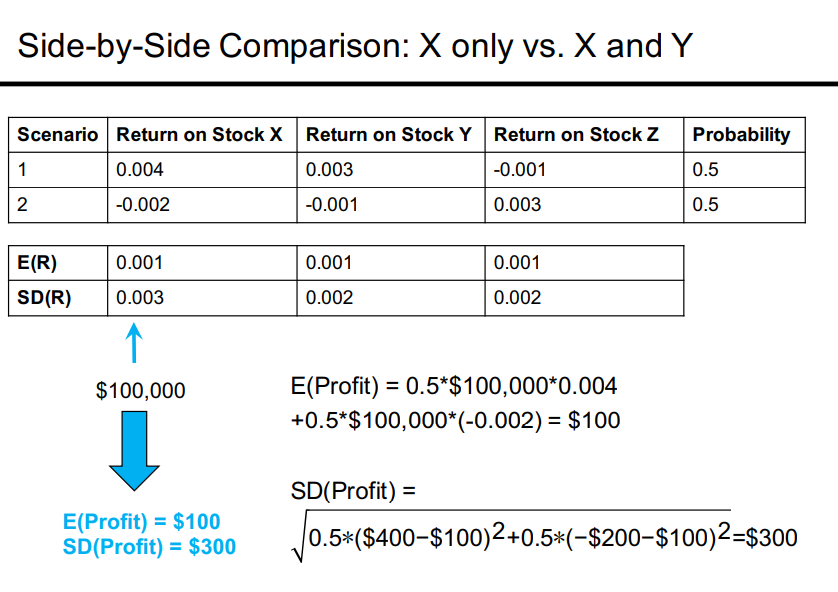 Side-by-Side Comparison: X only vs. X and Y
Scenario Return on Stock X Return on Stock Y Return on Stock Z Probability
1 0.004 0.003 -0.001 0.5
2 -0.002 -0.001 0.003 0.5
E(R) 0.001 0.001 0.001
SD(R) 0.003 0.002 0.002
$100,000
E(Profit) = 0.5*$100,000*0.004
+0.5*$100,000*(-0.002) = $100
SD(Profit) =
√0.5*($400−$100)2+0.5*(−$200−$100)2=$300
E(Profit) = $100
SD(Profit) = $300